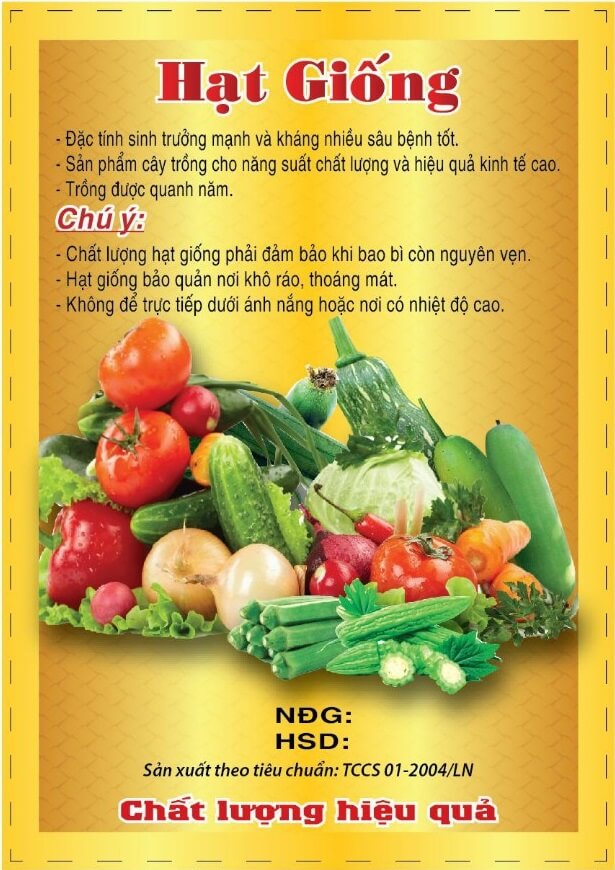 Hạt Giống
- Đặc tính sinh trưởng mạnh và kháng nhiều sâu bệnh tốt.
- Sản phẩm cây trồng cho năng suất chất lượng và hiệu quả kinh tế cao.
- Trồng được quanh năm.
Chú ý:
- Chất lượng hạt giống phải đảm bảo khi bao bì còn nguyên vẹn.
- Hạt giống bảo quản nơi khô ráo, thoáng mát.
- Không để trực tiếp dưới ánh nắng hoặc nơi có nhiệt độ cao.
NĐG:
HSD:
Sản xuất theo tiêu chuẩn: TCCS 01-2004/LN
Chất lượng hiệu quả